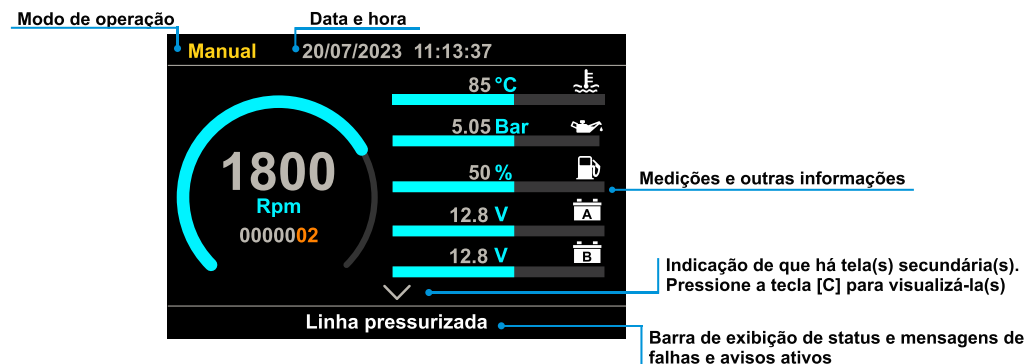 Modo de operação
Data e hora
Manual 20/07/2023 11:13:37
85 °C
5.05 Bar
50 %
12.8 V
A
12.8 V
B
1800
Rpm
0000002
Medições e outras informações
Indicação de que há tela(s) secundária(s).
Pressione a tecla [C] para visualizá-la(s)
Linha pressurizada
Barra de exibição de status e mensagens de
falhas e avisos ativos